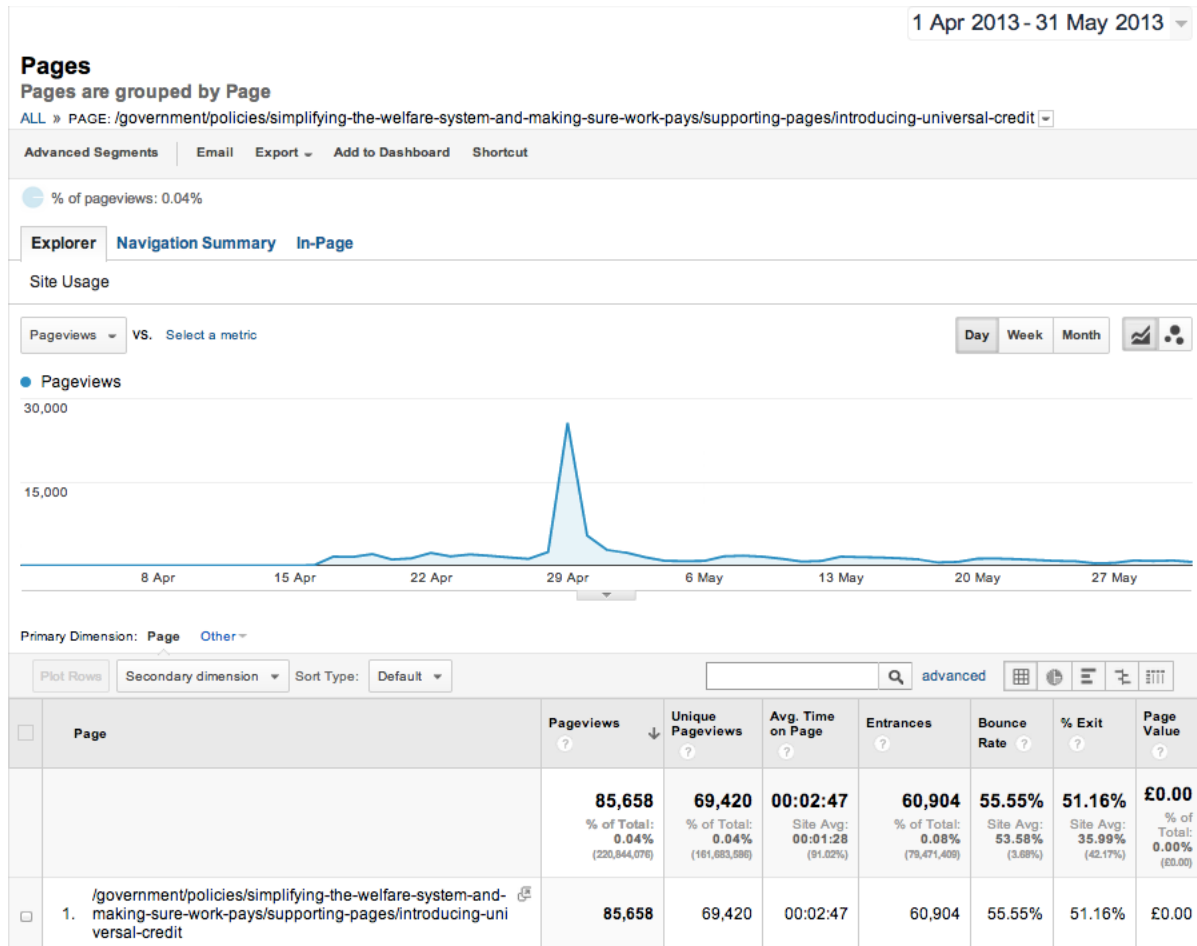 1 Apr 2013 - 31 May 2013
Pages
Pages are grouped by Page
ALL » PAGE: /government/policies/simplifying-the-welfare-system-and-making-sure-work-pays/supporting-pages/introducing-universal-credit
Advanced Segments Email Export Add to Dashboard Shortcut
% of pageviews: 0.04%
Explorer Navigation Summary In-Page
Site Usage
Pageviews VS. Select a metric Day Week Month
Pageviews
30,000
15,000
8 Apr 15 Apr 22 Apr 29 Apr 6 May 13 May 20 May 27 May
Primary Dimension: Page Other
Plot Rows Secondary dimension Sort Type: Default advanced
Page Pageviews Unique Pageviews Avg. Time on Page Entrances Bounce Rate % Exit Page Value
? ? ? ? ? ? ?
85,658 69,420 00:02:47 60,904 55.55% 51.16% £0.00
% of Total: % of Total: Site Avg: % of Total: Site Avg: Site Avg: % of Total:
0.04% 0.04% 00:01:28 0.08% 53.58% 35.99% 0.00%
(220,844,076) (161,683,586) (91.02%) (79,471,409) (3.68%) (42.17%) (£0.00)
/government/policies/simplifying-the-welfare-system-and-
1. making-sure-work-pays/supporting-pages/introducing-uni 85,658 69,420 00:02:47 60,904 55.55% 51.16% £0.00
versal-credit